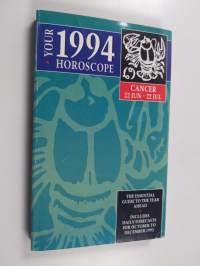 YOUR
1994
HOROSCOPE
CANCER
22 JUN - 22 JUL
THE ESSENTIAL
GUIDE TO THE YEAR
AHEAD
INCLUDES
DAILY FORECASTS
FOR OCTOBER TO
DECEMBER 1993